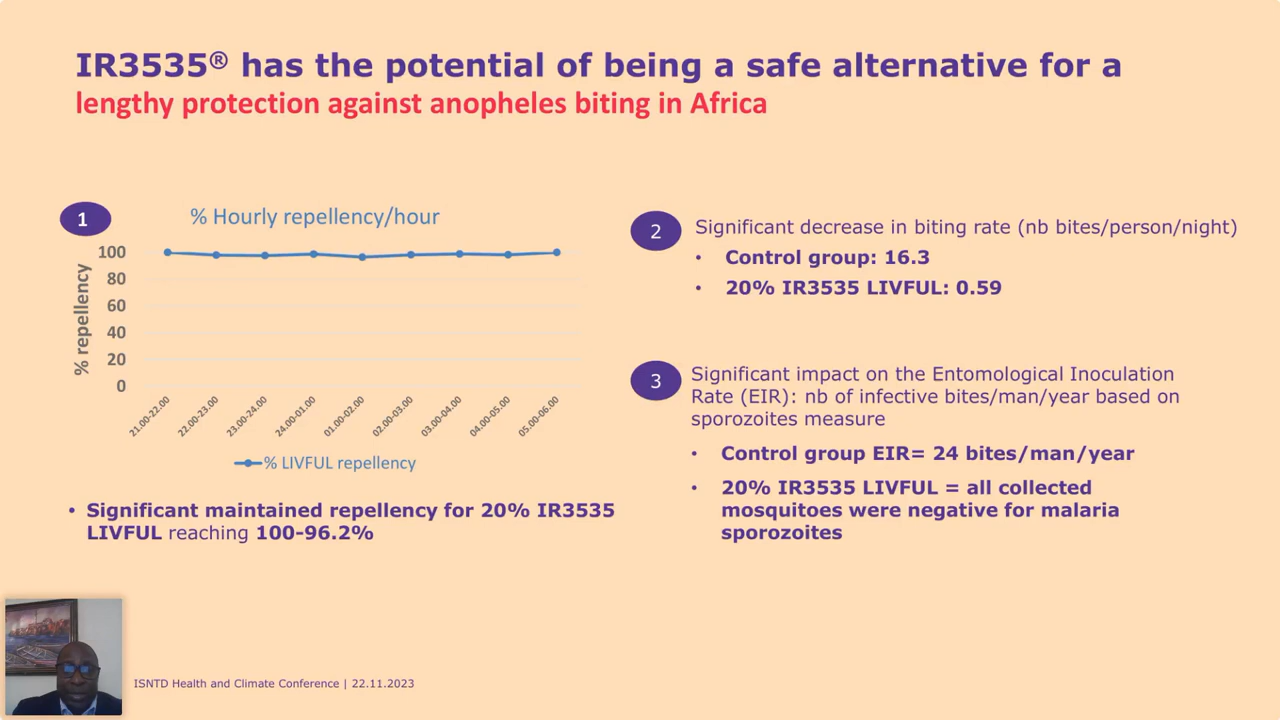 IR3535® has the potential of being a safe alternative for a
lengthy protection against anopheles biting in Africa
1
% Hourly repellency/hour
% repellency
100
80
60
40
20
0
21.00-22.00
22.00-23.00
23.00-24.00
24.00-01.00
01.00-02.00
02.00-03.00
03.00-04.00
04.00-05.00
05.00-06.00
% LIVFUL repellency
• Significant maintained repellency for 20% IR3535
LIVFUL reaching 100-96.2%
2
Significant decrease in biting rate (nb bites/person/night)
• Control group: 16.3
• 20% IR3535 LIVFUL: 0.59
3
Significant impact on the Entomological Inoculation
Rate (EIR): nb of infective bites/man/year based on
sporozoites measure
• Control group EIR= 24 bites/man/year
• 20% IR3535 LIVFUL = all collected
mosquitoes were negative for malaria
sporozoites
ISNTD Health and Climate Conference | 22.11.2023